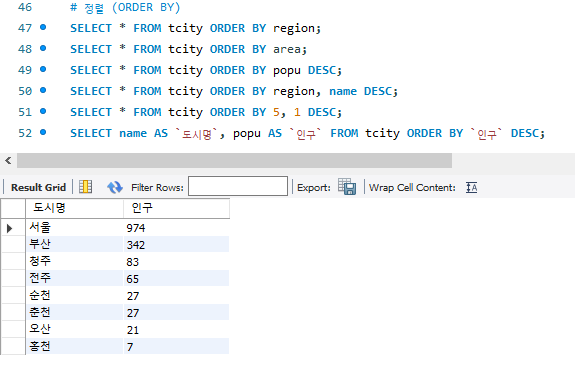 46 # 정렬 (ORDER BY)
47 SELECT * FROM tcity ORDER BY region;
48 SELECT * FROM tcity ORDER BY area;
49 SELECT * FROM tcity ORDER BY popu DESC;
50 SELECT * FROM tcity ORDER BY region, name DESC;
51 SELECT * FROM tcity ORDER BY 5, 1 DESC;
52 SELECT name AS `도시명`, popu AS `인구` FROM tcity ORDER BY `인구` DESC;
Result Grid Filter Rows: Export: Wrap Cell Content: IA
도시명 인구
서울 974
부산 342
청주 83
전주 65
순천 27
춘천 27
오산 21
홍천 7